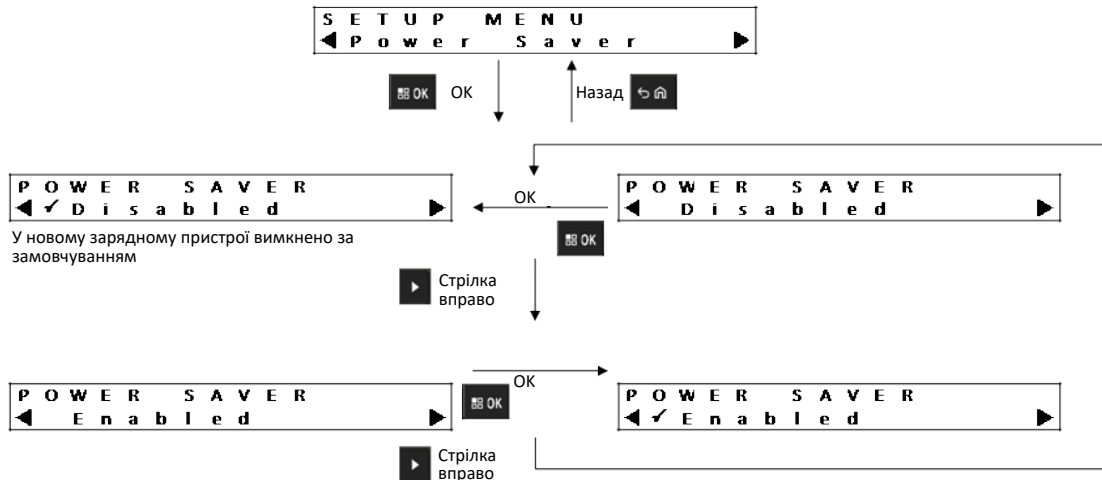 SETUP MENU
◀Power Saver▶
OK OK
Назад
POWER SAVER
◀✓Disabled▶
OK
POWER SAVER
◀ Disabled▶
У новому зарядному пристрої вимкнено за
замовчуванням
OK
Стрілка
вправо
POWER SAVER
◀ Enabled▶
OK
OK
POWER SAVER
◀✓Enabled▶
Стрілка
вправо